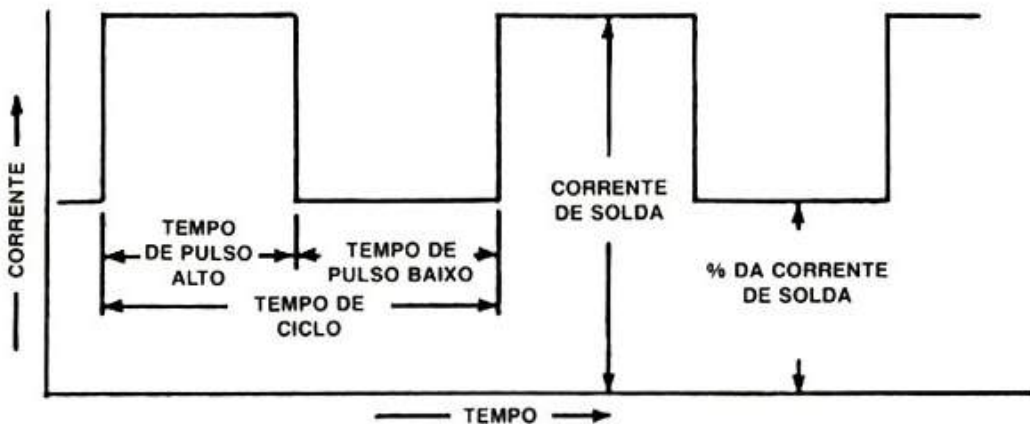 CORRENTE
TEMPO
DE PULSO
ALTO
TEMPO DE
PULSO BAIXO
TEMPO DE
CICLO
CORRENTE
DE SOLDA
% DA CORRENTE
DE SOLDA
TEMPO